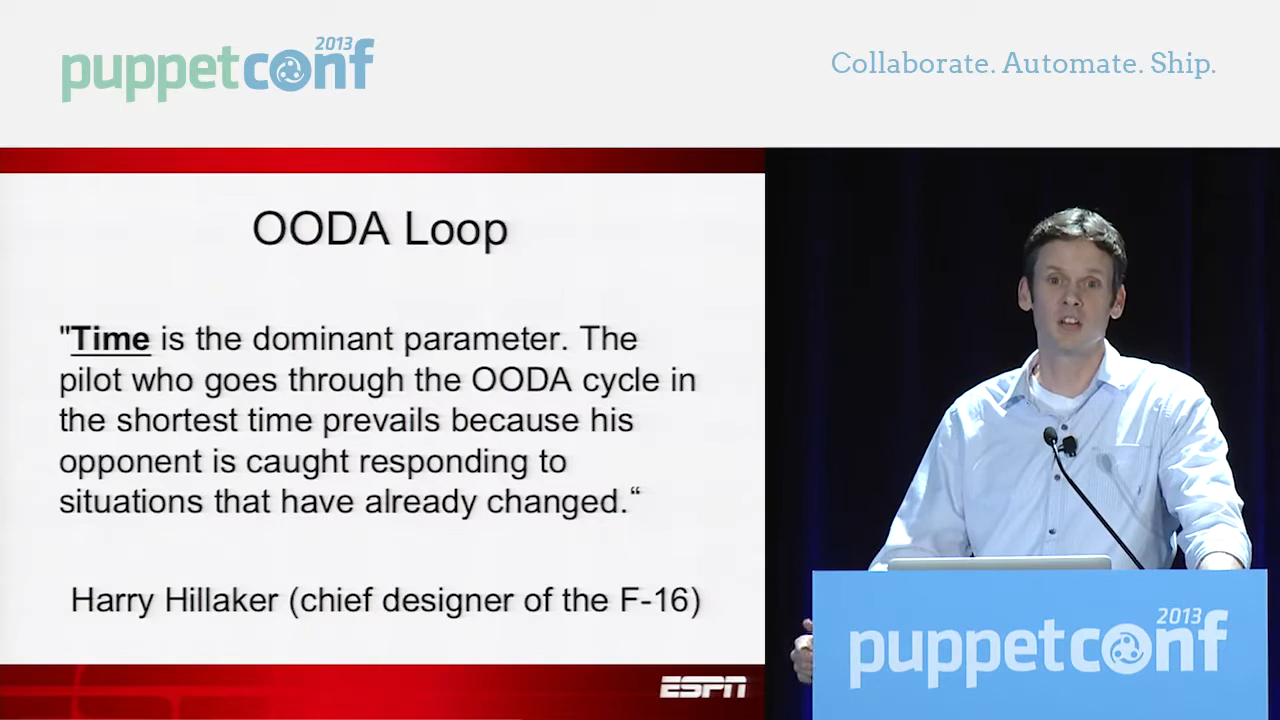 puppetconf 2013
Collaborate. Automate. Ship.
OODA Loop
"Time is the dominant parameter. The
pilot who goes through the OODA cycle in
the shortest time prevails because his
opponent is caught responding to
situations that have already changed.“
Harry Hillaker (chief designer of the F-16)
ESPN
puppetconf 2013